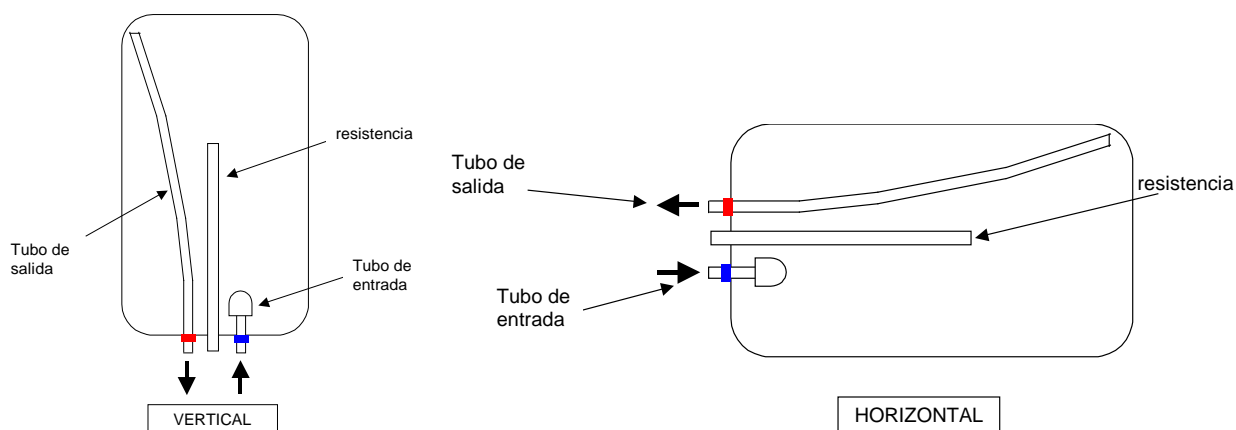 resistencia
Tubo de
salida
Tubo de
entrada
VERTICAL
Tubo de
salida
resistencia
Tubo de
entrada
HORIZONTAL